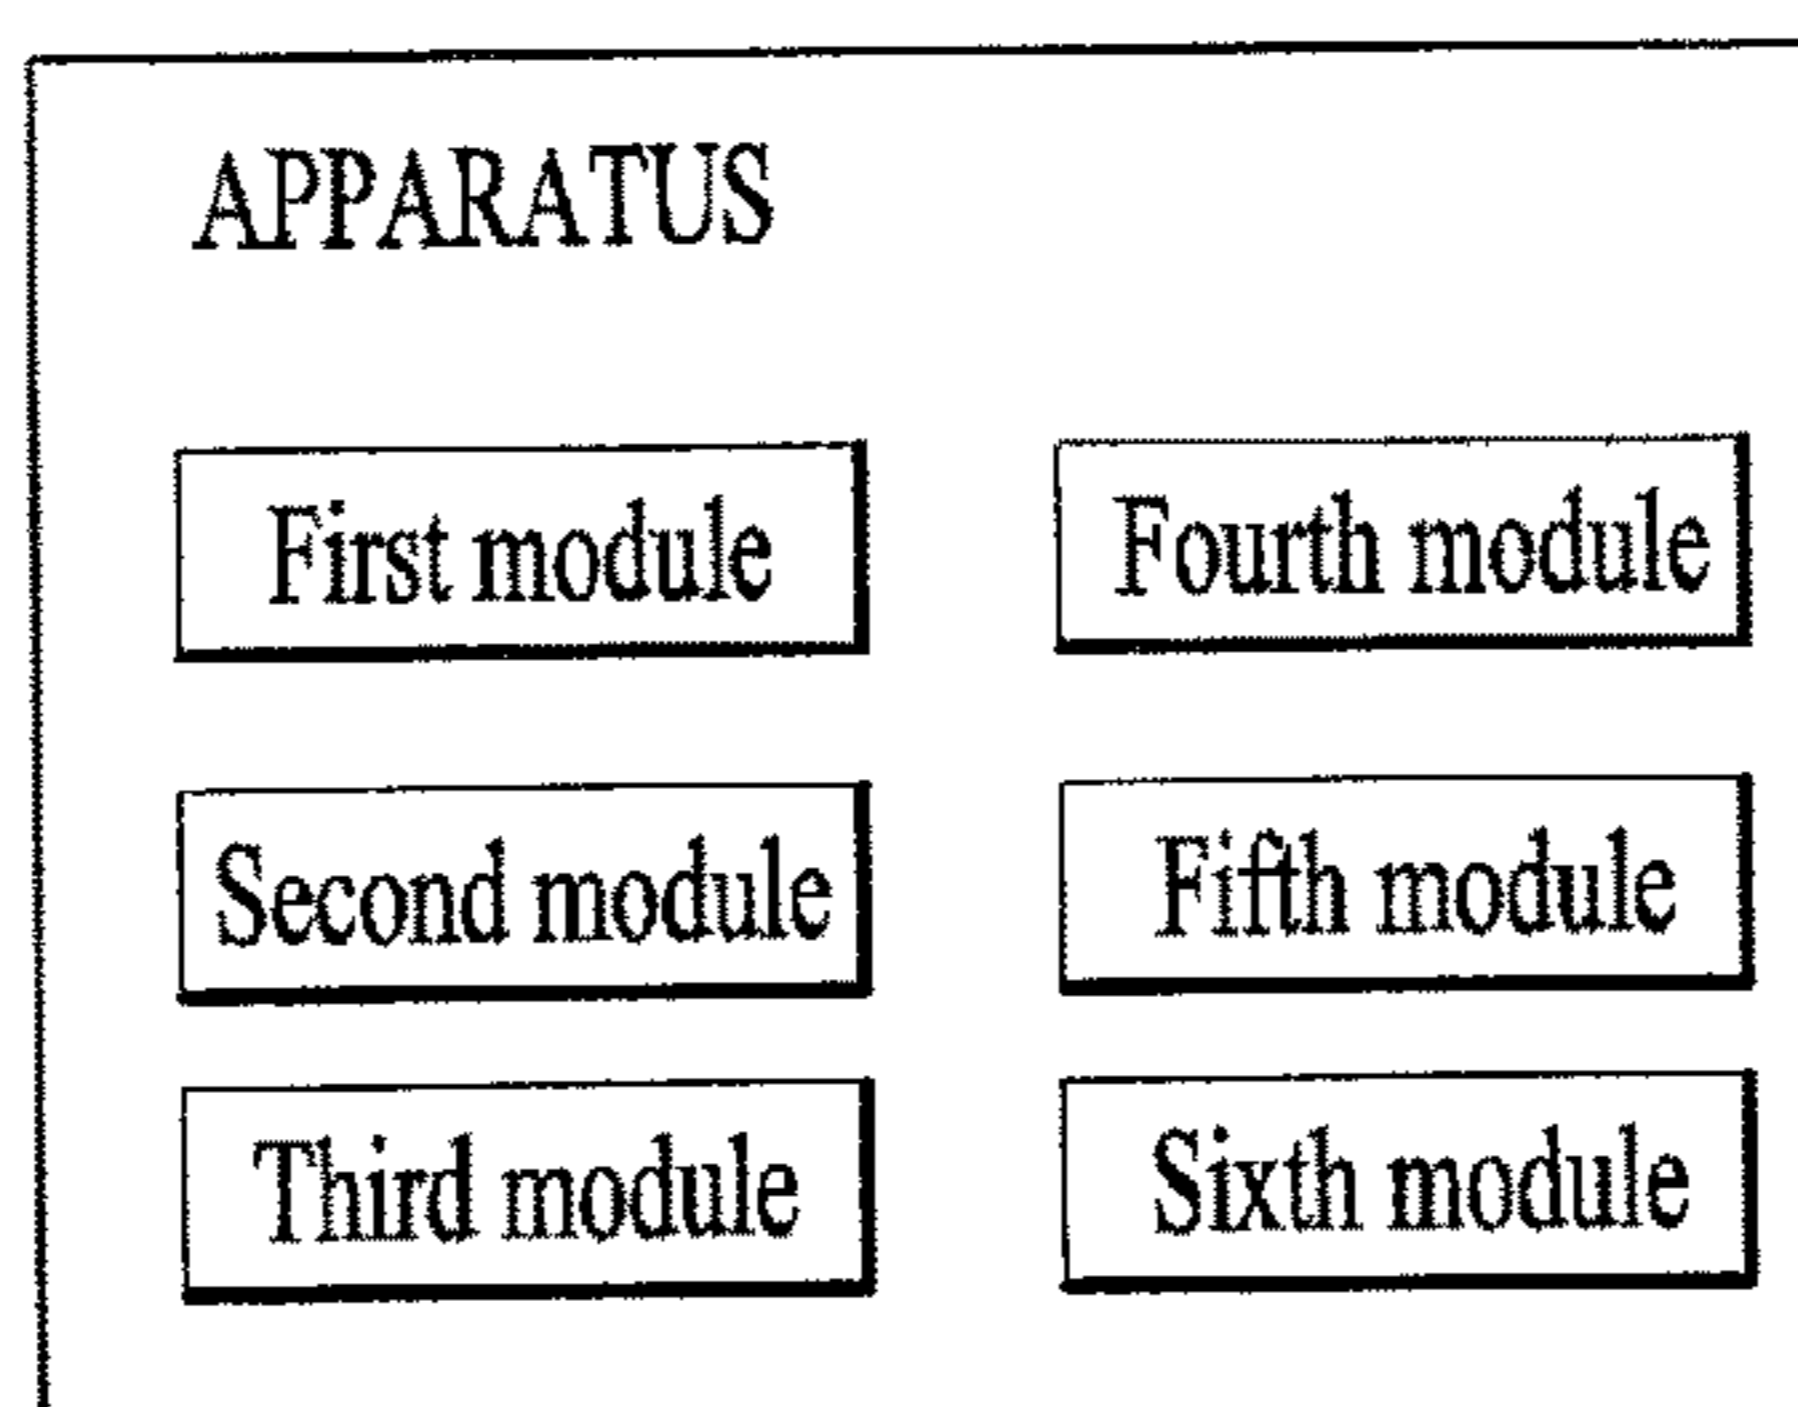 APPARATUS
First module
Second module
Third module
Fourth module
Fifth module
Sixth module